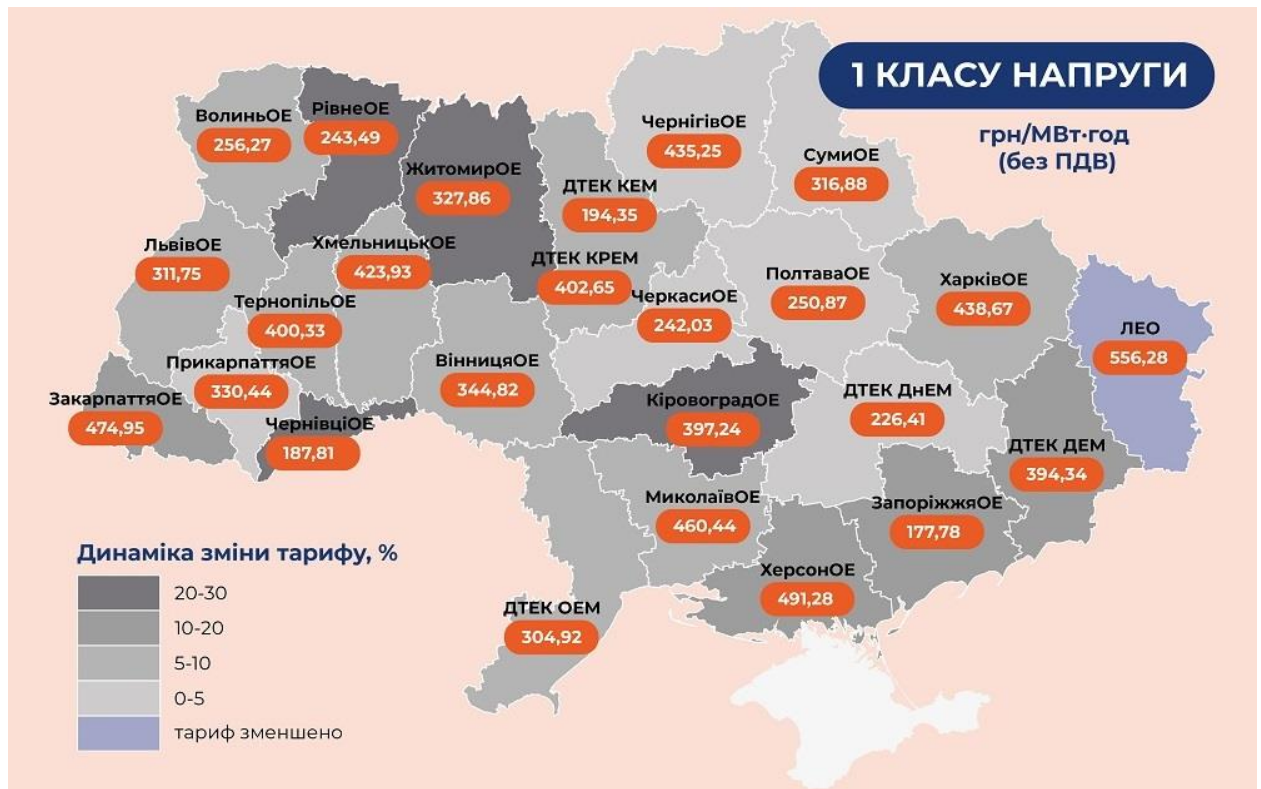 1 КЛАСУ НАПРУГИ
грн/МВт·год
(без ПДВ)
ВолиньОЕ
256,27
РівнеОЕ
243,49
ЖитомирОЕ
327,86
ДТЕК КЕМ
194,35
ЧернігівОЕ
435,25
СумиОЕ
316,88
ЛьвівОЕ
311,75
ХмельницькОЕ
423,93
ДТЕК КРЕМ
402,65
ТернопільОЕ
400,33
ЧеркасиОЕ
242,03
ПолтаваОЕ
250,87
ХарківОЕ
438,67
ЛЕО
556,28
ПрикарпаттяОЕ
330,44
ВінницяОЕ
344,82
ЗакарпаттяОЕ
474,95
ЧернівціОЕ
187,81
КіровоградОЕ
397,24
ДТЕК ДнЕМ
226,41
ДТЕК ДЕМ
394,34
МиколаївОЕ
460,44
ЗапоріжжяОЕ
177,78
ХерсонОЕ
491,28
ДТЕК ОЕМ
304,92
Динаміка зміни тарифу, %
20-30
10-20
5-10
0-5
тариф зменшено